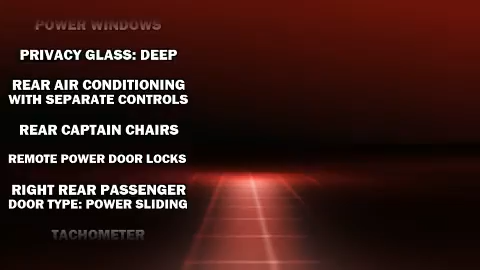 POWER WINDOWS
PRIVACY GLASS: DEEP
REAR AIR CONDITIONING
WITH SEPARATE CONTROLS
REAR CAPTAIN CHAIRS
REMOTE POWER DOOR LOCKS
RIGHT REAR PASSENGER
DOOR TYPE: POWER SLIDING
TACHOMETER